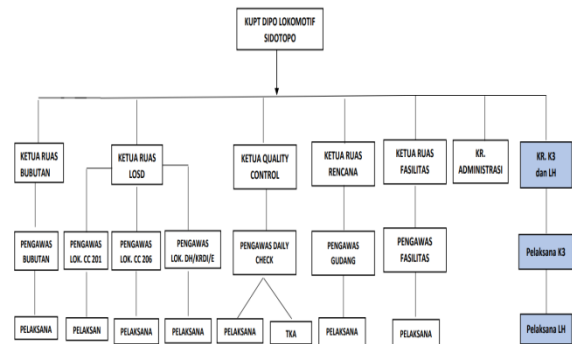 KUPT DIPO LOKOMOTIF
SIDOTOPO
KETUA RUAS
BUBUTAN
KETUA RUAS
LOSD
KETUA QUALITY
CONTROL
KETUA RUAS
RENCANA
KETUA RUAS
FASILITAS
KR.
ADMINISTRASI
KR. K3
dan LH
PENGAWAS
BUBUTAN
PENGAWAS
LOK. CC 201
PENGAWAS
LOK. CC 206
PENGAWAS
LOK. DH/KRDI/E
PENGAWAS DAILY
CHECK
PENGAWAS
GUDANG
PENGAWAS
FASILITAS
Pelaksana K3
PELAKSANA
PELAKSAN
PELAKSANA
PELAKSANA
PELAKSANA
TKA
PELAKSANA
PELAKSANA
Pelaksana LH